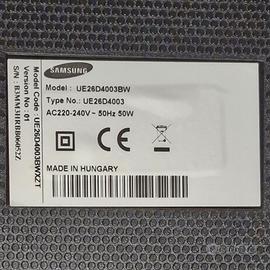 SAMSUNG
Model : UE26D4003BW
Type No.: UE26D4003
AC220-240V ~ 50Hz 50W
MADE IN HUNGARY
Model Code : UE26D4003BWXZT
Version No : 01